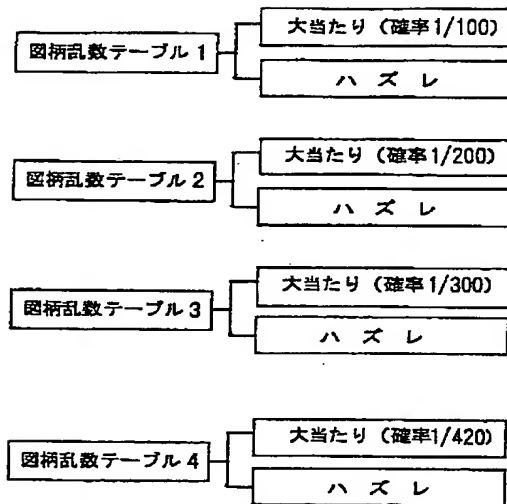 大当たり（確率1/100）
図柄乱数テーブル1
ハズレ
大当たり（確率1/200）
図柄乱数テーブル2
ハズレ
大当たり（確率1/300）
図柄乱数テーブル3
ハズレ
大当たり（確率1/420）
図柄乱数テーブル4
ハズレ